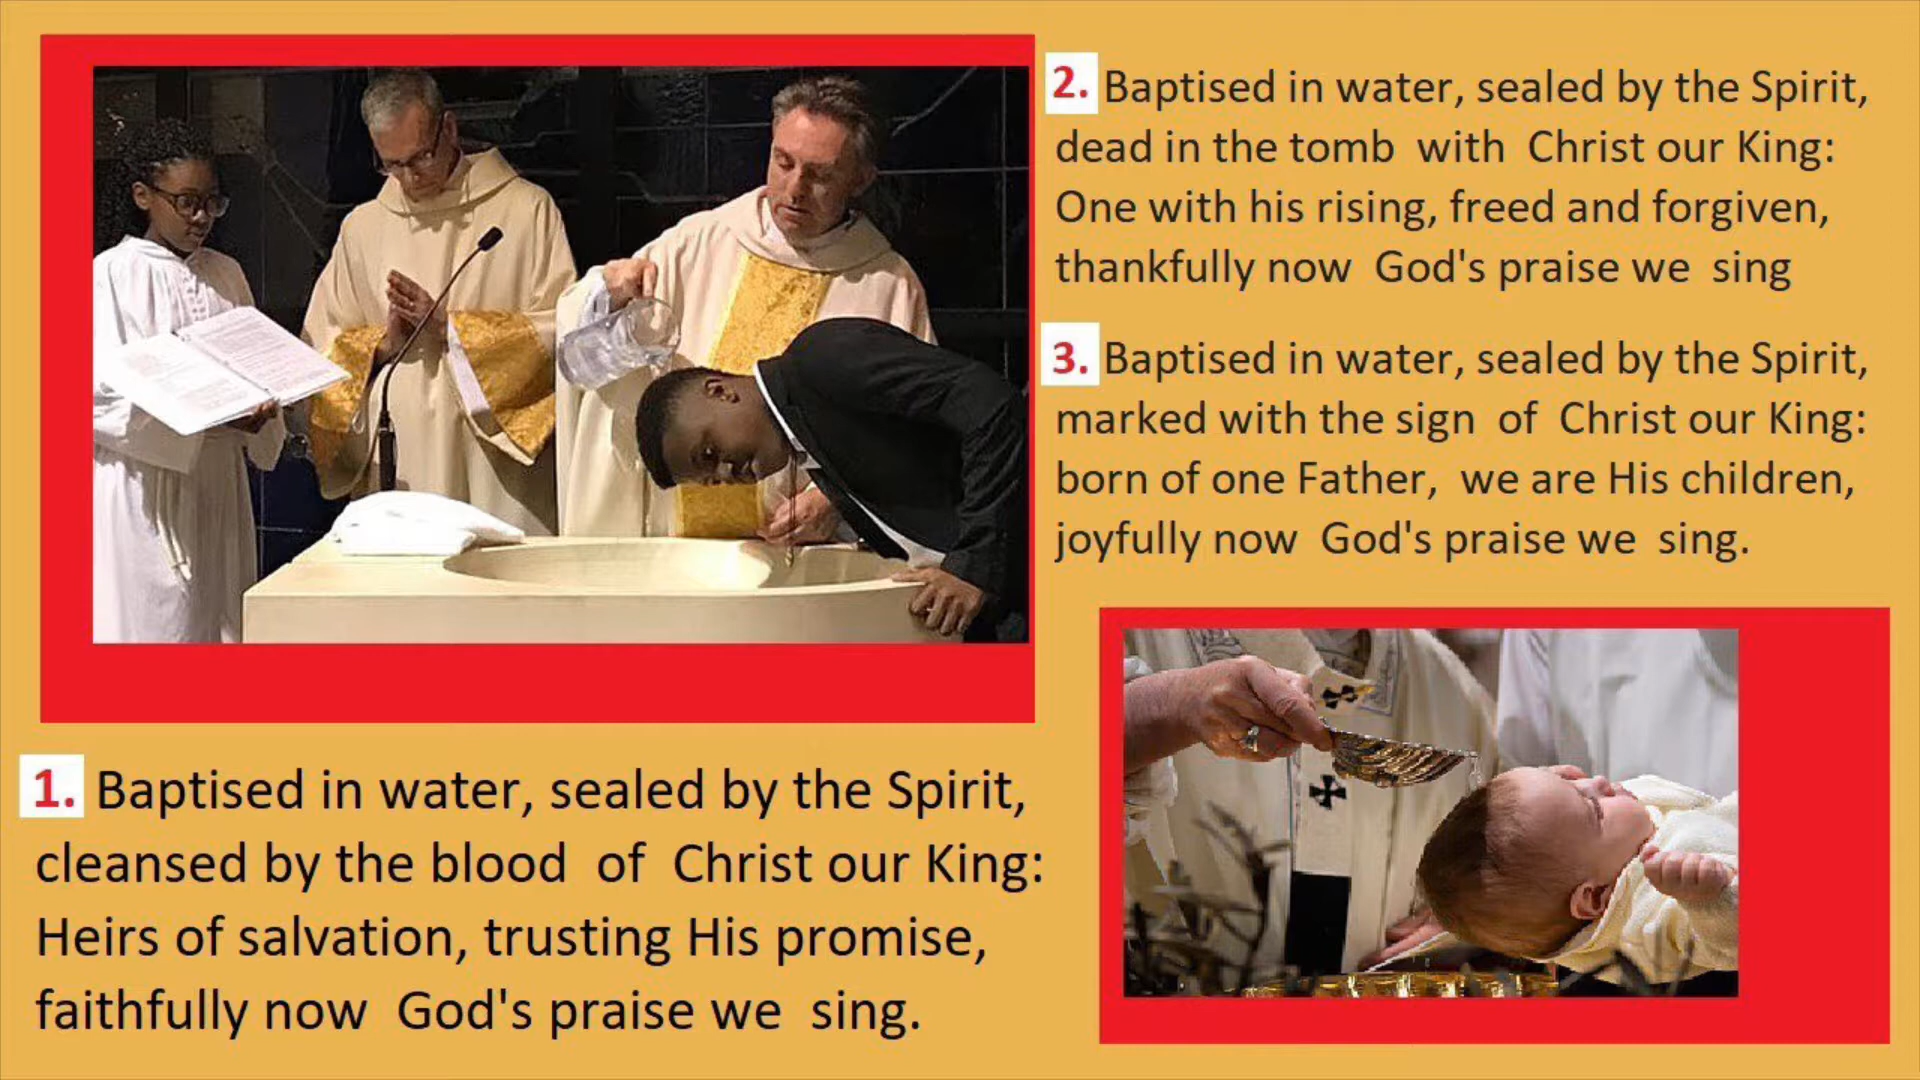 2. Baptised in water, sealed by the Spirit,
dead in the tomb with Christ our King:
One with his rising, freed and forgiven,
thankfully now God's praise we sing
3. Baptised in water, sealed by the Spirit,
marked with the sign of Christ our King:
born of one Father, we are His children,
joyfully now God's praise we sing.
1. Baptised in water, sealed by the Spirit,
cleansed by the blood of Christ our King:
Heirs of salvation, trusting His promise,
faithfully now God's praise we sing.